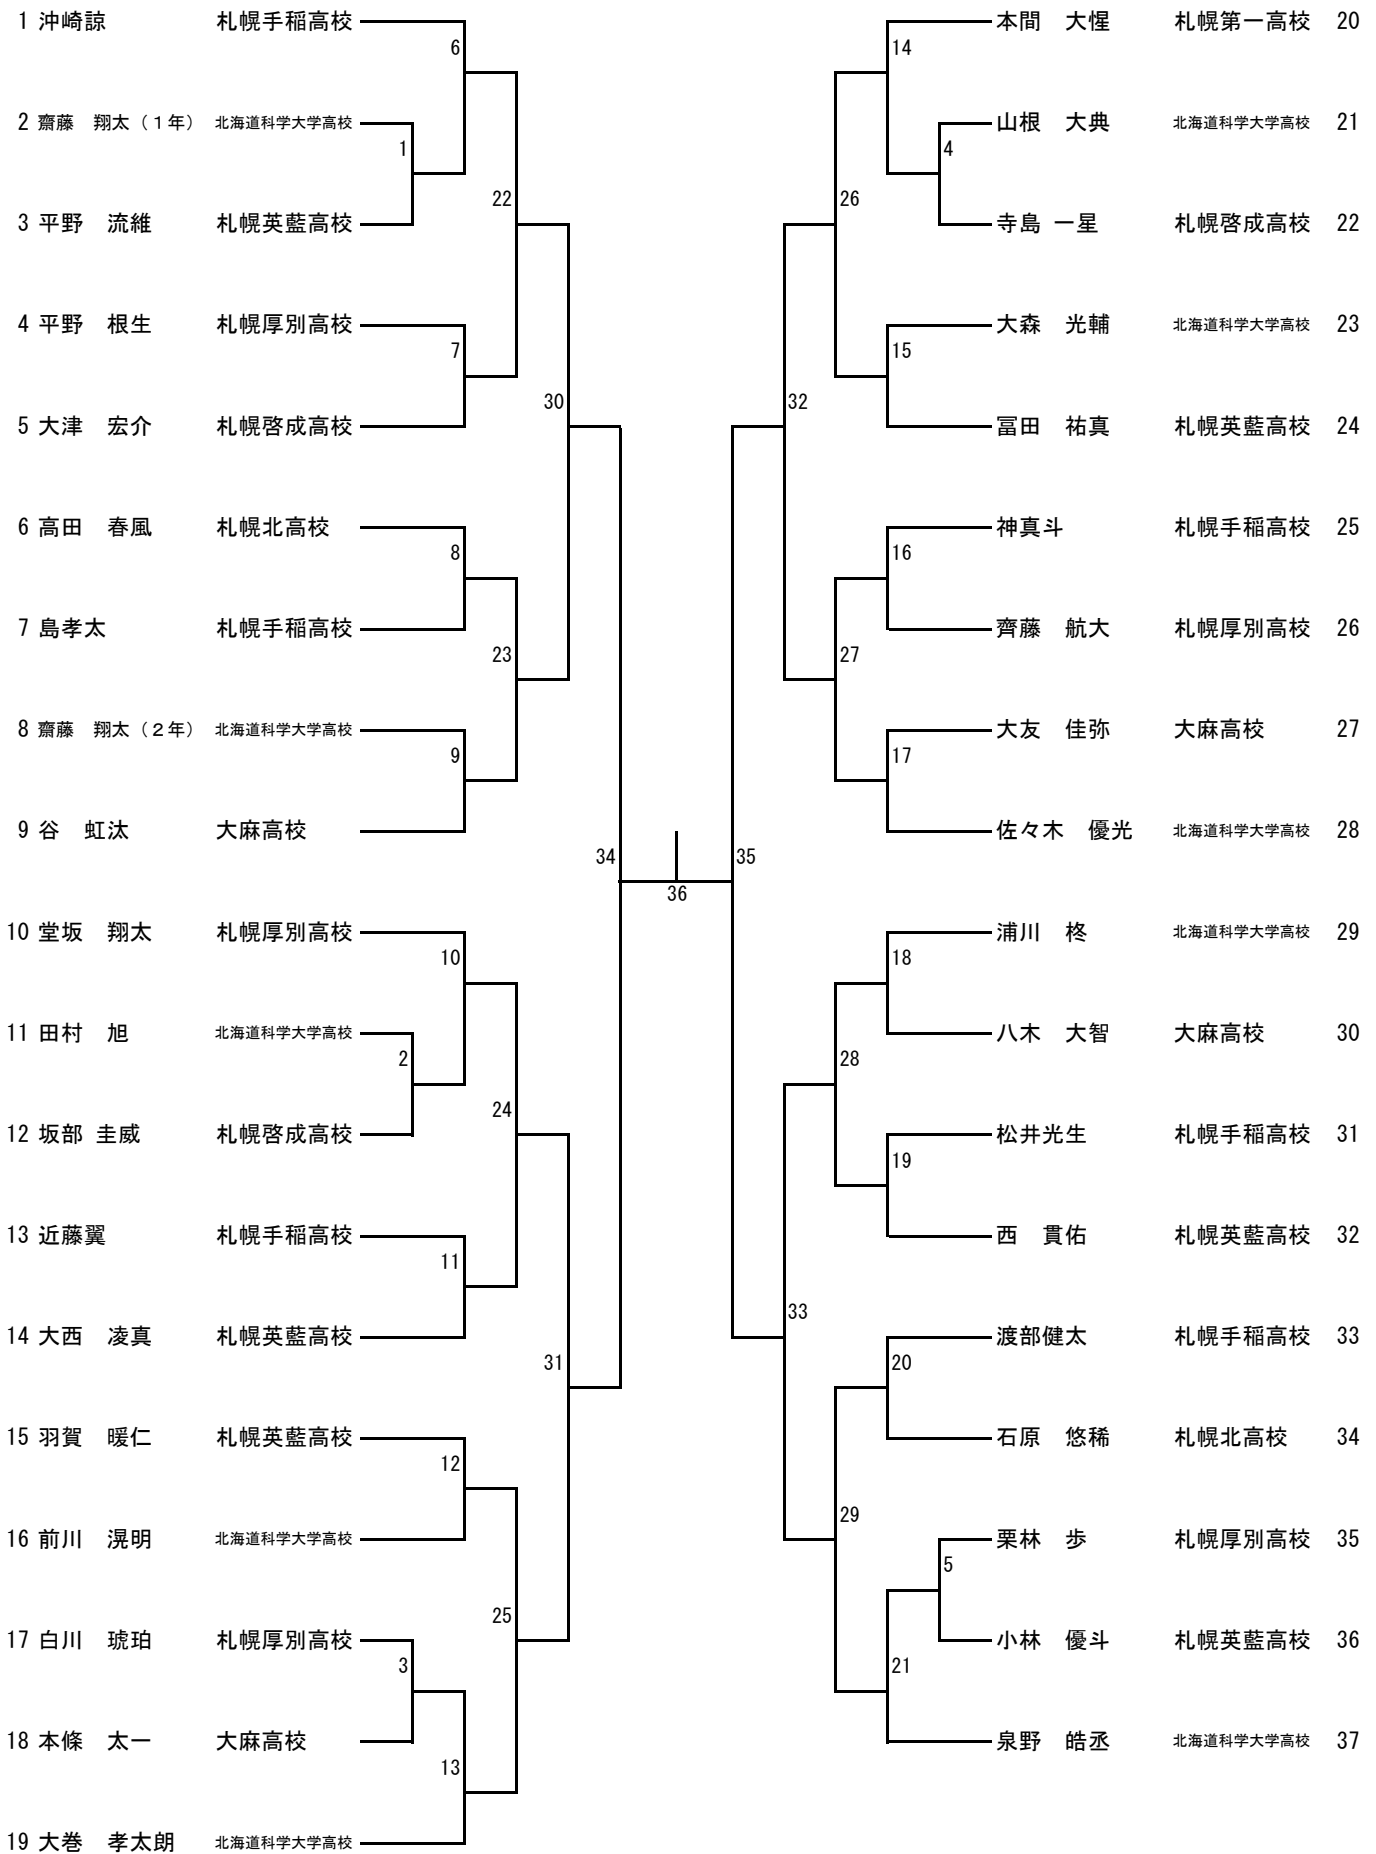 1 沖崎諒 札幌手稲高校
2 齋藤　翔太（１年） 北海道科学大学高校
3 平野　流維 札幌英藍高校
4 平野　根生 札幌厚別高校
5 大津　宏介 札幌啓成高校
6 高田　春風 札幌北高校
7 島孝太 札幌手稲高校
8 齋藤　翔太（２年） 北海道科学大学高校
9 谷　虹汰 大麻高校
10 堂坂　翔太 札幌厚別高校
11 田村　旭 北海道科学大学高校
12 坂部 圭威 札幌啓成高校
13 近藤翼 札幌手稲高校
14 大西　凌真 札幌英藍高校
15 羽賀　暖仁 札幌英藍高校
16 前川　滉明 北海道科学大学高校
17 白川　琥珀 札幌厚別高校
18 本條　太一 大麻高校
19 大巻　孝太朗 北海道科学大学高校
1
2
3
6
7
8
9
10
11
12
13
22
23
24
25
30
31
34
36
35
32
33
26
27
28
29
14
15
16
17
18
19
20
21
4
5
本間　大惺 札幌第一高校 20
山根　大典 北海道科学大学高校 21
寺島 一星 札幌啓成高校 22
大森　光輔 北海道科学大学高校 23
冨田　祐真 札幌英藍高校 24
神真斗 札幌手稲高校 25
齊藤　航大 札幌厚別高校 26
大友　佳弥 大麻高校 27
佐々木　優光 北海道科学大学高校 28
浦川　柊 北海道科学大学高校 29
八木　大智 大麻高校 30
松井光生 札幌手稲高校 31
西　貫佑 札幌英藍高校 32
渡部健太 札幌手稲高校 33
石原　悠稀 札幌北高校 34
栗林　歩 札幌厚別高校 35
小林　優斗 札幌英藍高校 36
泉野　皓丞 北海道科学大学高校 37